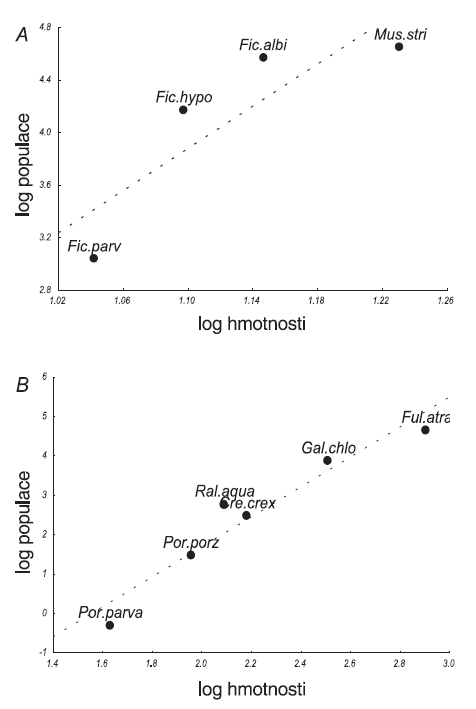 A
4.8
Mus.stri
Fic.albi
4.4
Fic.hypo
4.0
log populace
3.6
3.2
Fic.parv
2.8
1.02 1.06 1.10 1.14 1.18 1.22 1.26
log hmotnosti
B
6
5
Ful.atra
4
Gal.chlo
3
Ral.aqua
Cre.crex
log populace
2
Por.porz
1
0
Por.parva
-1
1.4 1.6 1.8 2.0 2.2 2.4 2.6 2.8 3.0
log hmotnosti